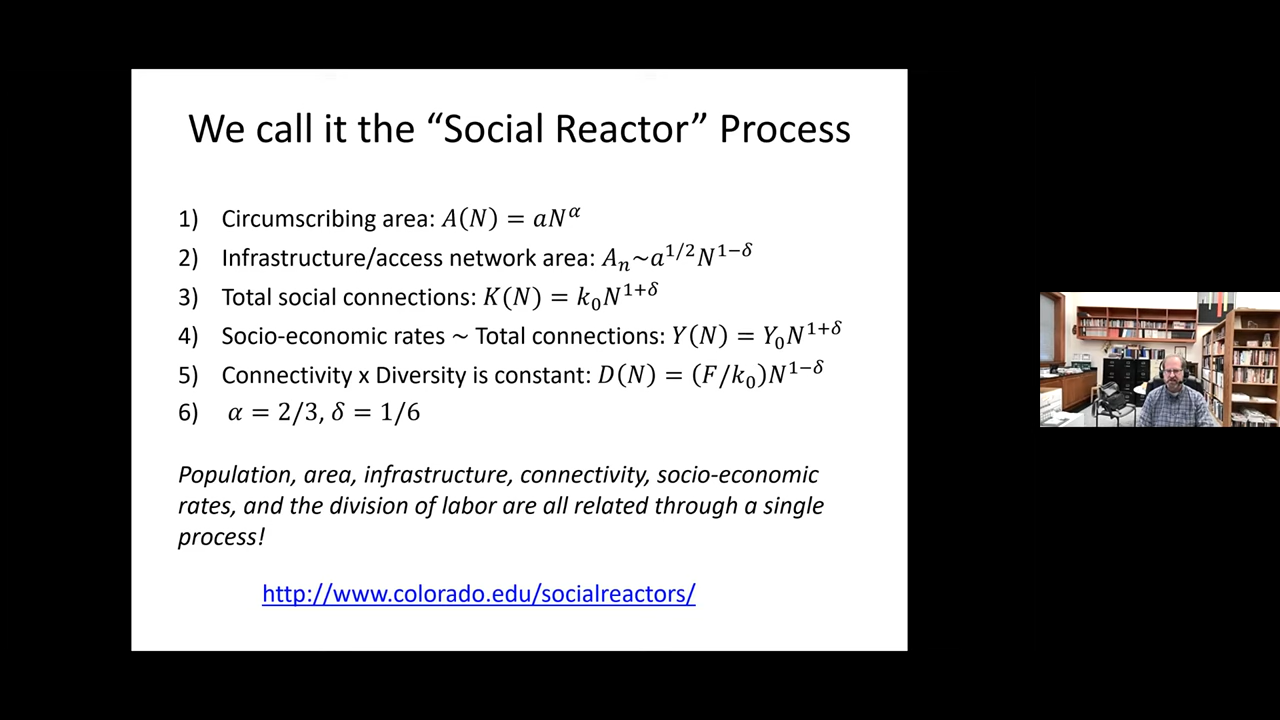 We call it the “Social Reactor” Process
1) Circumscribing area: A(N) = aN^α
2) Infrastructure/access network area: A_n~a^{1/2}N^{1−δ}
3) Total social connections: K(N) = k_0N^{1+δ}
4) Socio-economic rates ~ Total connections: Y(N) = Y_0N^{1+δ}
5) Connectivity x Diversity is constant: D(N) = (F/k_0)N^{1−δ}
6) α = 2/3, δ = 1/6
Population, area, infrastructure, connectivity, socio-economic
rates, and the division of labor are all related through a single
process!
http://www.colorado.edu/socialreactors/